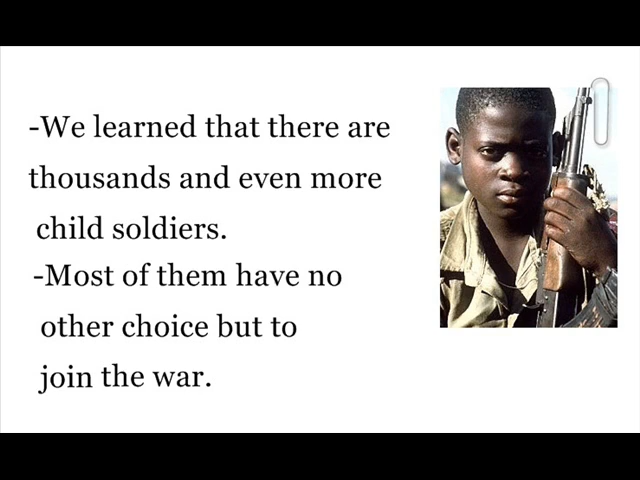 -We learned that there are
thousands and even more
child soldiers.
-Most of them have no
other choice but to
join the war.